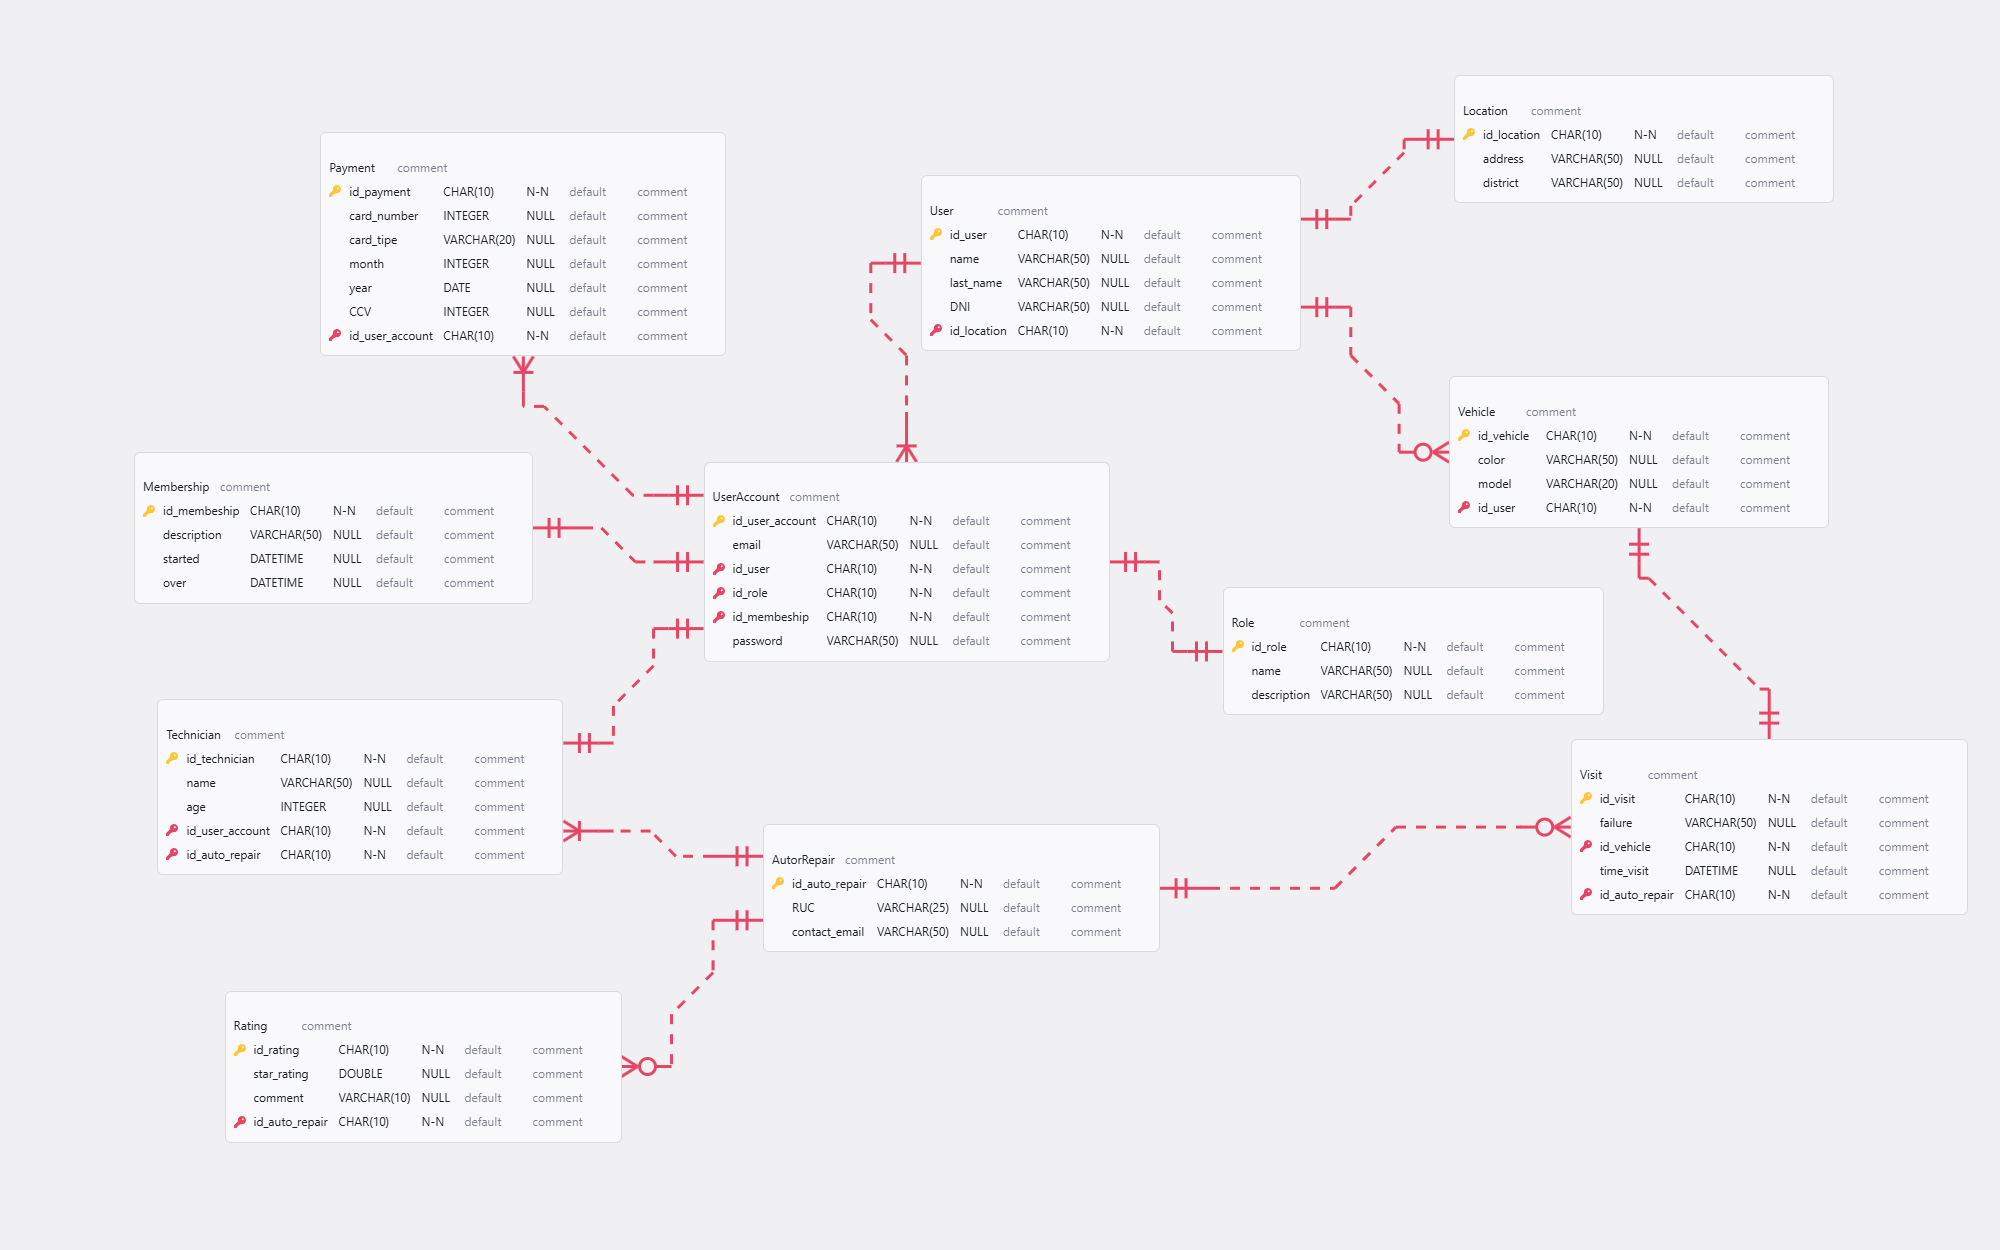 Location comment
id_location CHAR(10) N-N default comment
address VARCHAR(50) NULL default comment
district VARCHAR(50) NULL default comment
Payment comment
id_payment CHAR(10) N-N default comment
card_number INTEGER NULL default comment
card_tipe VARCHAR(20) NULL default comment
month INTEGER NULL default comment
year DATE NULL default comment
CCV INTEGER NULL default comment
id_user_account CHAR(10) N-N default comment
User comment
id_user CHAR(10) N-N default comment
name VARCHAR(50) NULL default comment
last_name VARCHAR(50) NULL default comment
DNI VARCHAR(50) NULL default comment
id_location CHAR(10) N-N default comment
Vehicle comment
id_vehicle CHAR(10) N-N default comment
color VARCHAR(50) NULL default comment
model VARCHAR(20) NULL default comment
id_user CHAR(10) N-N default comment
Membership comment
id_membeship CHAR(10) N-N default comment
description VARCHAR(50) NULL default comment
started DATETIME NULL default comment
over DATETIME NULL default comment
UserAccount comment
id_user_account CHAR(10) N-N default comment
email VARCHAR(50) NULL default comment
id_user CHAR(10) N-N default comment
id_role CHAR(10) N-N default comment
id_membeship CHAR(10) N-N default comment
password VARCHAR(50) NULL default comment
Role comment
id_role CHAR(10) N-N default comment
name VARCHAR(50) NULL default comment
description VARCHAR(50) NULL default comment
Technician comment
id_technician CHAR(10) N-N default comment
name VARCHAR(50) NULL default comment
age INTEGER NULL default comment
id_user_account CHAR(10) N-N default comment
id_auto_repair CHAR(10) N-N default comment
Visit comment
id_visit CHAR(10) N-N default comment
failure VARCHAR(50) NULL default comment
id_vehicle CHAR(10) N-N default comment
time_visit DATETIME NULL default comment
id_auto_repair CHAR(10) N-N default comment
AutorRepair comment
id_auto_repair CHAR(10) N-N default comment
RUC VARCHAR(25) NULL default comment
contact_email VARCHAR(50) NULL default comment
Rating comment
id_rating CHAR(10) N-N default comment
star_rating DOUBLE NULL default comment
comment VARCHAR(10) NULL default comment
id_auto_repair CHAR(10) N-N default comment